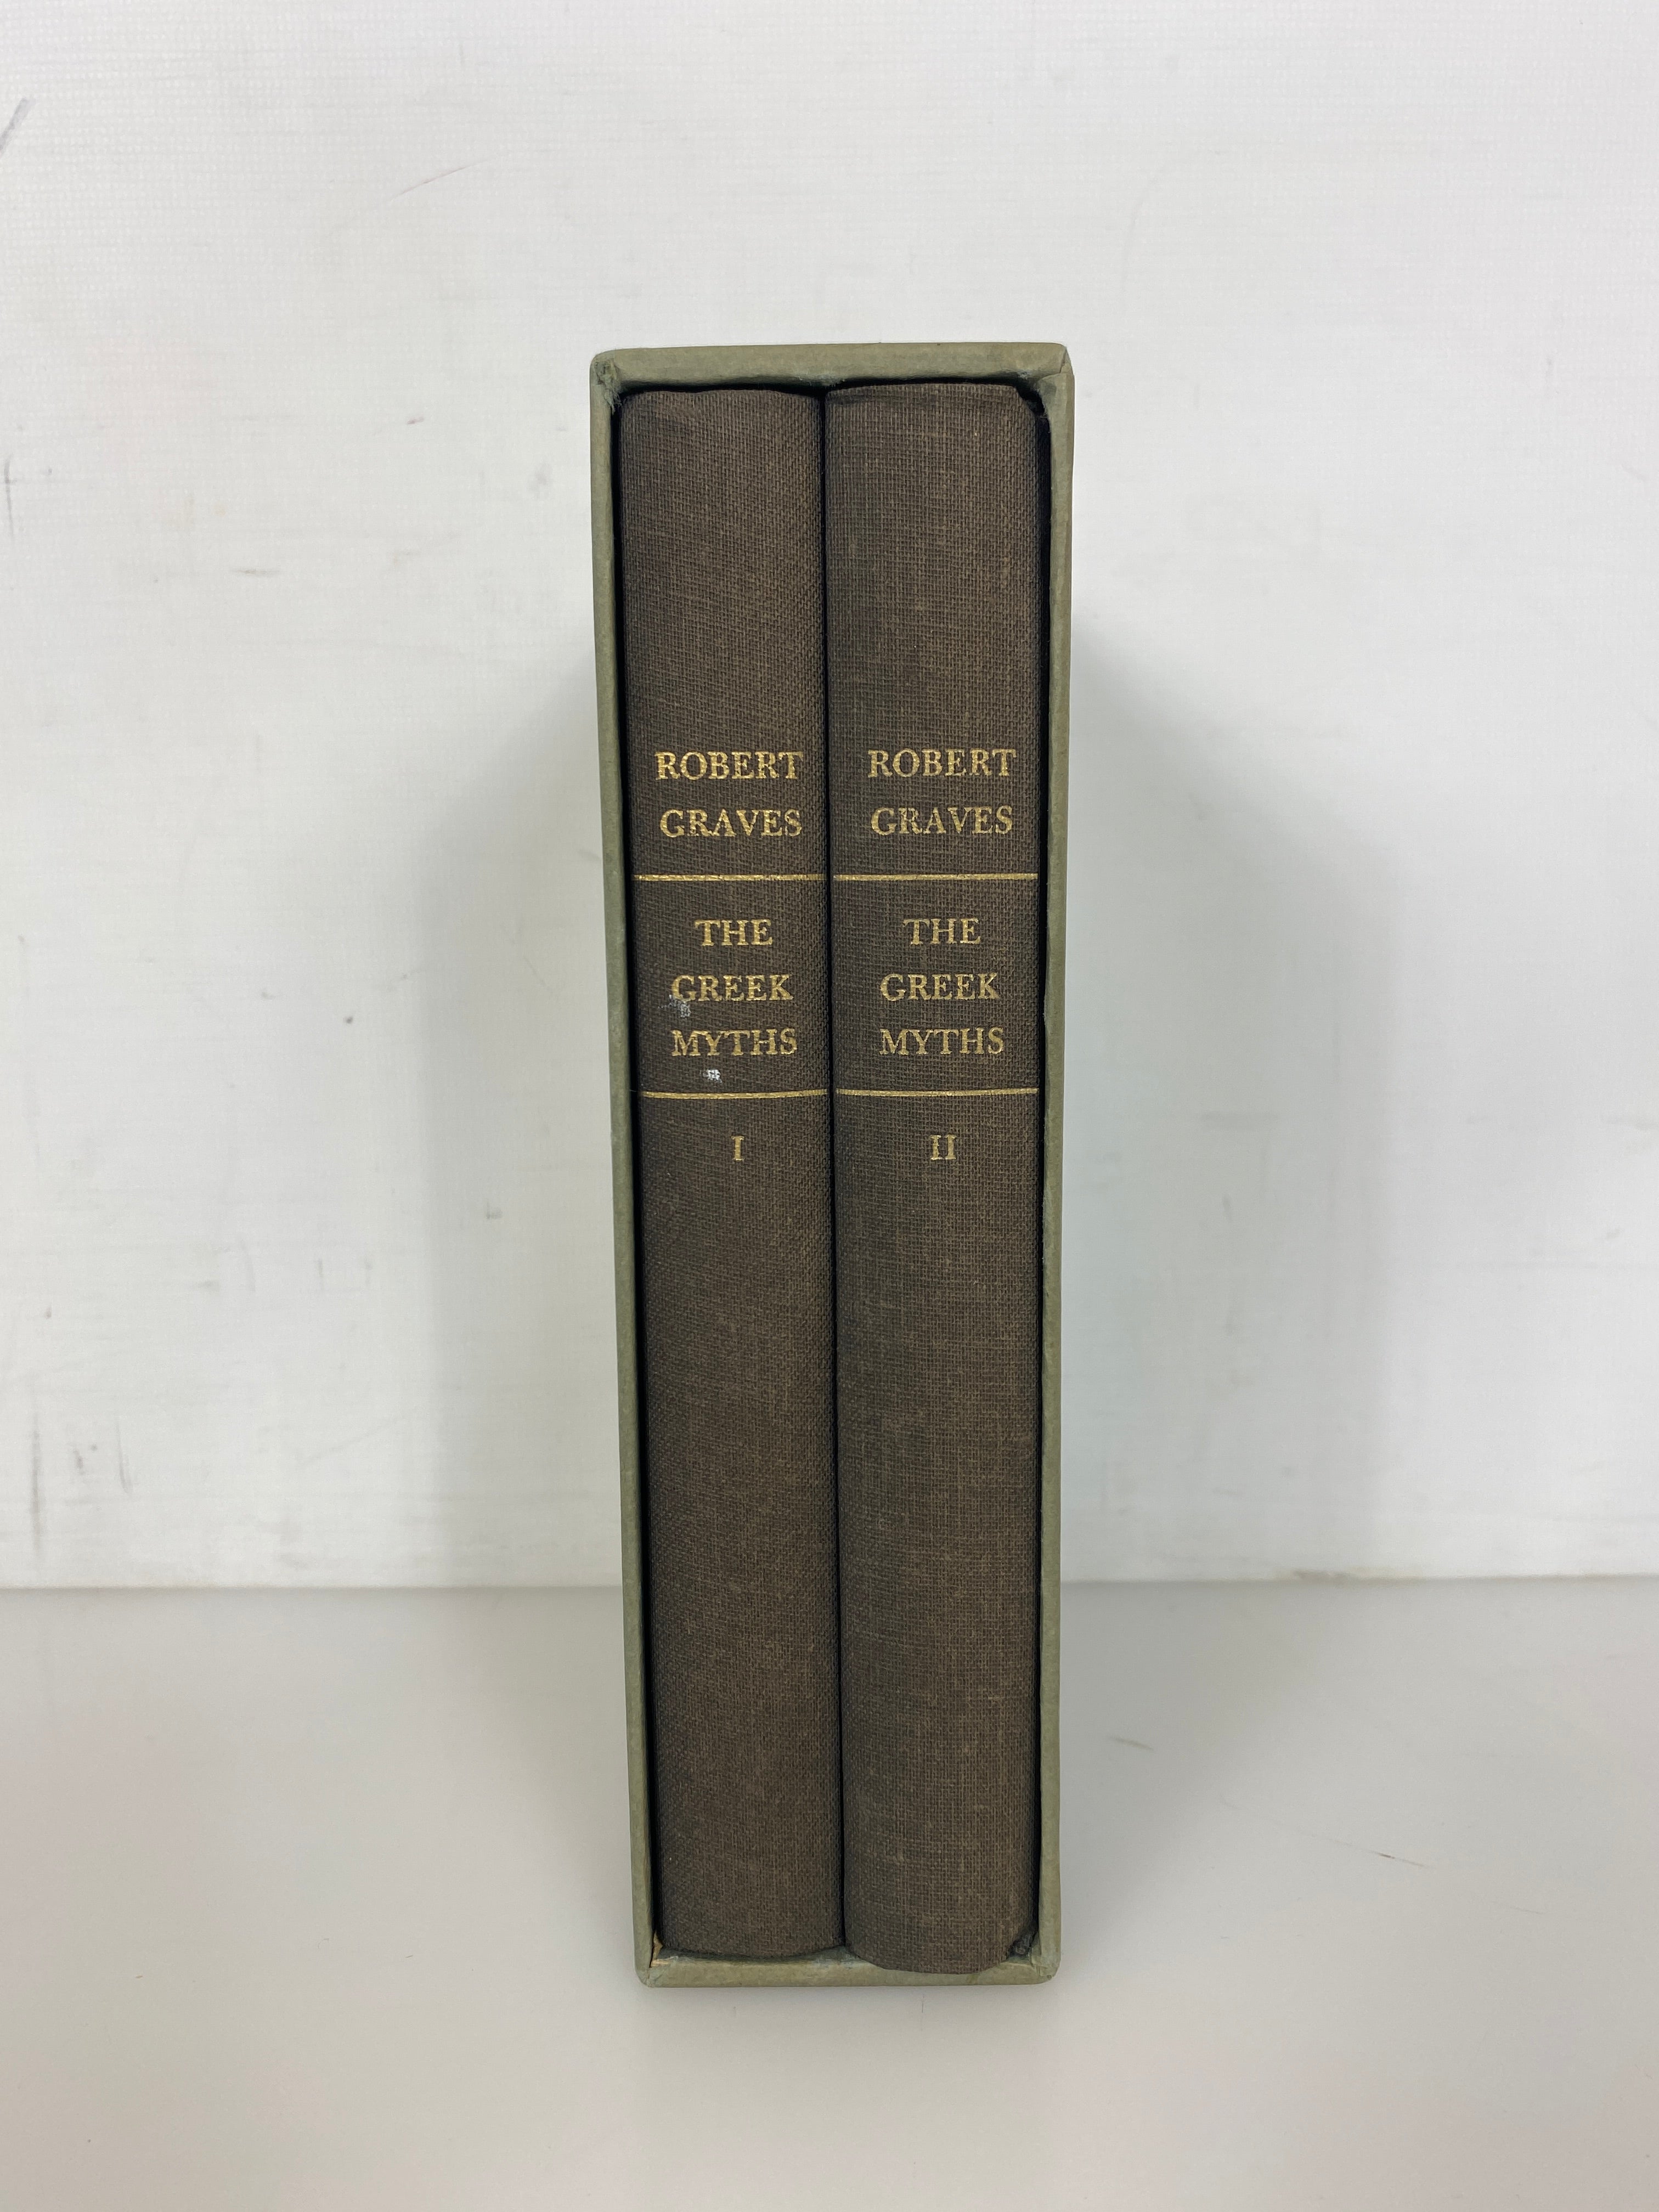 ROBERT
GRAVES
THE
GREEK
MYTHS
I
ROBERT
GRAVES
THE
GREEK
MYTHS
II